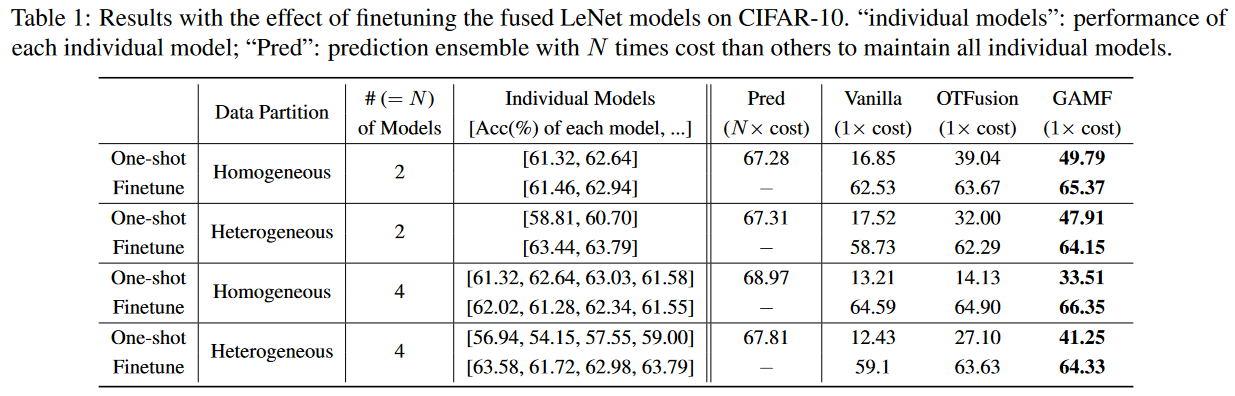 Table 1: Results with the effect of finetuning the fused LeNet models on CIFAR-10. “individual models”: performance of
each individual model; “Pred”: prediction ensemble with N times cost than others to maintain all individual models.
Data Partition # (= N) of Models Individual Models [Acc(%) of each model, ...] Pred (N× cost) Vanilla (1× cost) OTFusion (1× cost) GAMF (1× cost)
One-shot Homogeneous 2 [61.32, 62.64] 67.28 16.85 39.04 49.79
Finetune [61.46, 62.94] – 62.53 63.67 65.37
One-shot Heterogeneous 2 [58.81, 60.70] 67.31 17.52 32.00 47.91
Finetune [63.44, 63.79] – 58.73 62.29 64.15
One-shot Homogeneous 4 [61.32, 62.64, 63.03, 61.58] 68.97 13.21 14.13 33.51
Finetune [62.02, 61.28, 62.34, 61.55] – 64.59 64.90 66.35
One-shot Heterogeneous 4 [56.94, 54.15, 57.55, 59.00] 67.81 12.43 27.10 41.25
Finetune [63.58, 61.72, 62.98, 63.79] – 59.1 63.63 64.33